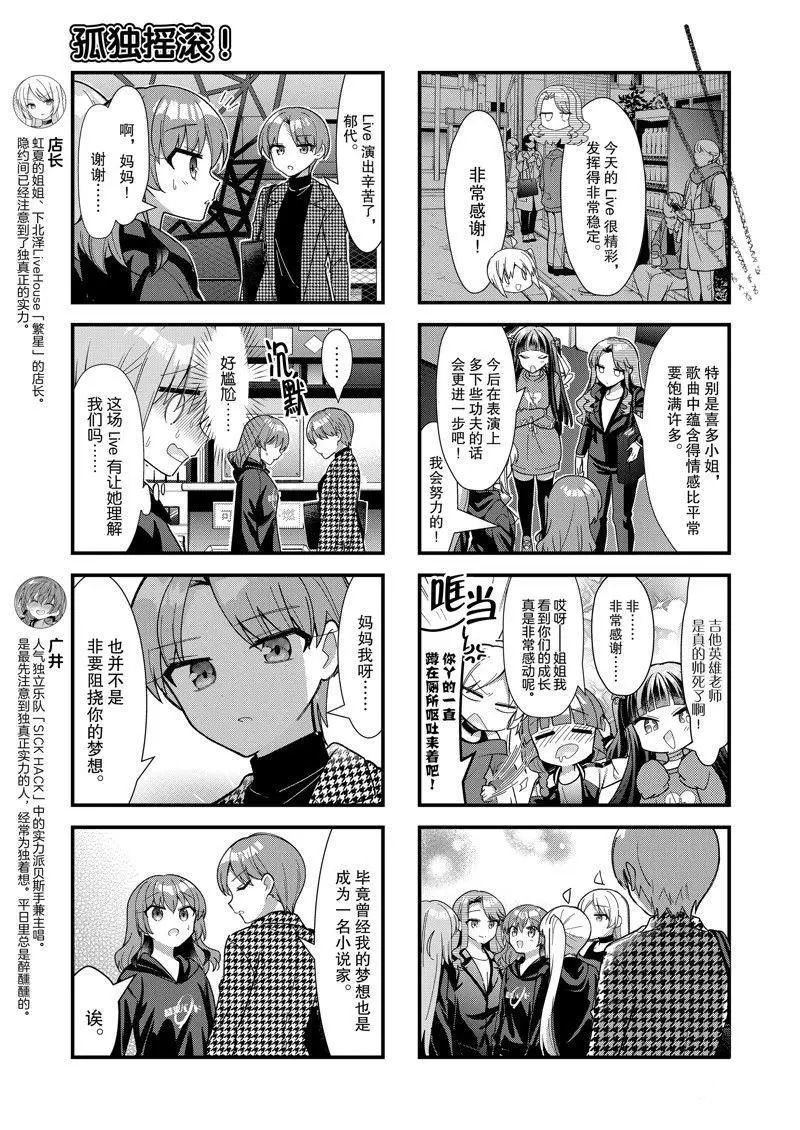 孤独摇滚！
店长
虹夏的姐姐、下北泽LiveHouse「繁星」的店长。
隐约间已经注意到了独真正的实力。
广井
人气独立乐队「SICK HACK」中的实力派贝斯手兼主唱。
是最先注意到独真正实力的人，经常为独着想。平日里总是醉醺醺的。
今天的 Live 很精彩，
发挥得非常稳定。
非常感谢！
特别是喜多小姐，
歌曲中蕴含得情感比平常
要饱满许多。
今后在表演上
多下些功夫的话
会更进一步吧！
我会努力的！
吉他英雄老师
是真的帅死了啊！
非……
非常感谢……
哎呀──姐姐我
看到你们的成长
真是非常感动呢。
哐当
你丫的一直
蹲在厕所呕吐来着吧！
Live 演出辛苦了，
郁代。
啊，妈妈！
谢谢……
……
沉默
好尴尬……
这场 Live 有让她理解
我们吗……
可
燃
妈妈我呀……
也并不是
非要阻挠你的梦想。
毕竟曾经我的梦想也是
成为一名小说家。
诶。